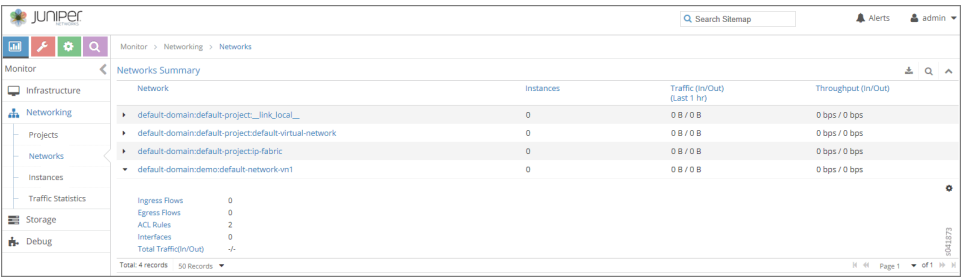 JUNIPER
NETWORKS
Search Sitemap
Alerts
admin
Monitor > Networking > Networks
Monitor
Infrastructure
Networking
Projects
Networks
Instances
Traffic Statistics
Storage
Debug
Networks Summary
Network Instances Traffic (In/Out) Throughput (In/Out)
(Last 1 hr)
default-domain:default-project:__link_local__ 0 0 B / 0 B 0 bps / 0 bps
default-domain:default-project:default-virtual-network 0 0 B / 0 B 0 bps / 0 bps
default-domain:default-project:ip-fabric 0 0 B / 0 B 0 bps / 0 bps
default-domain:demo:default-network-vn1 0 0 B / 0 B 0 bps / 0 bps
Ingress Flows 0
Egress Flows 0
ACL Rules 2
Interfaces 0
Total Traffic(In/Out) -/-
Total: 4 records 50 Records Page 1 of 1
s041873